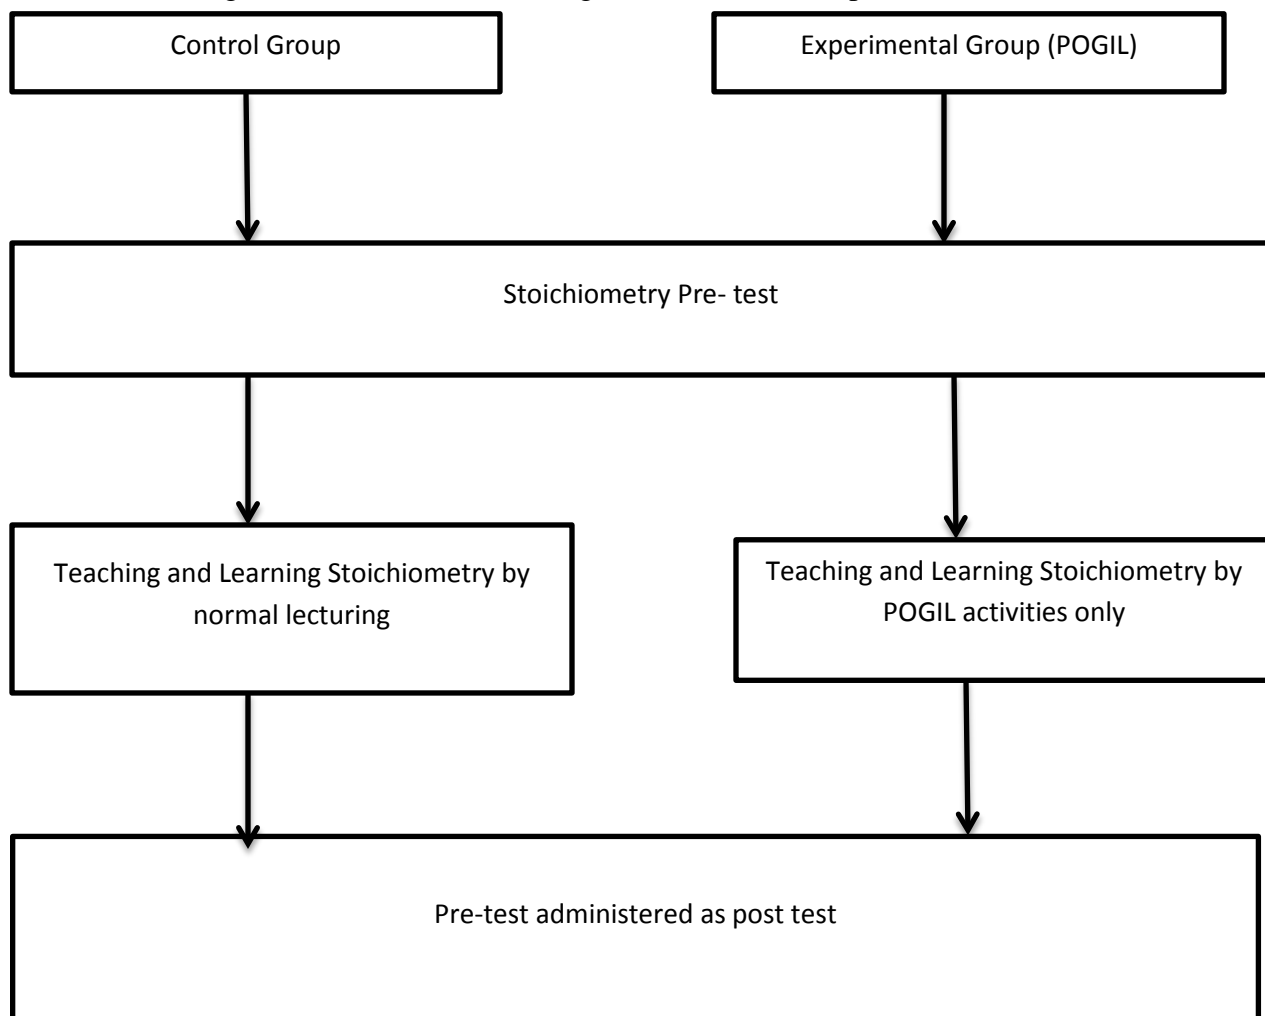 Control Group
Experimental Group (POGIL)
Stoichiometry Pre- test
Teaching and Learning Stoichiometry by
normal lecturing
Teaching and Learning Stoichiometry by
POGIL activities only
Pre-test administered as post test